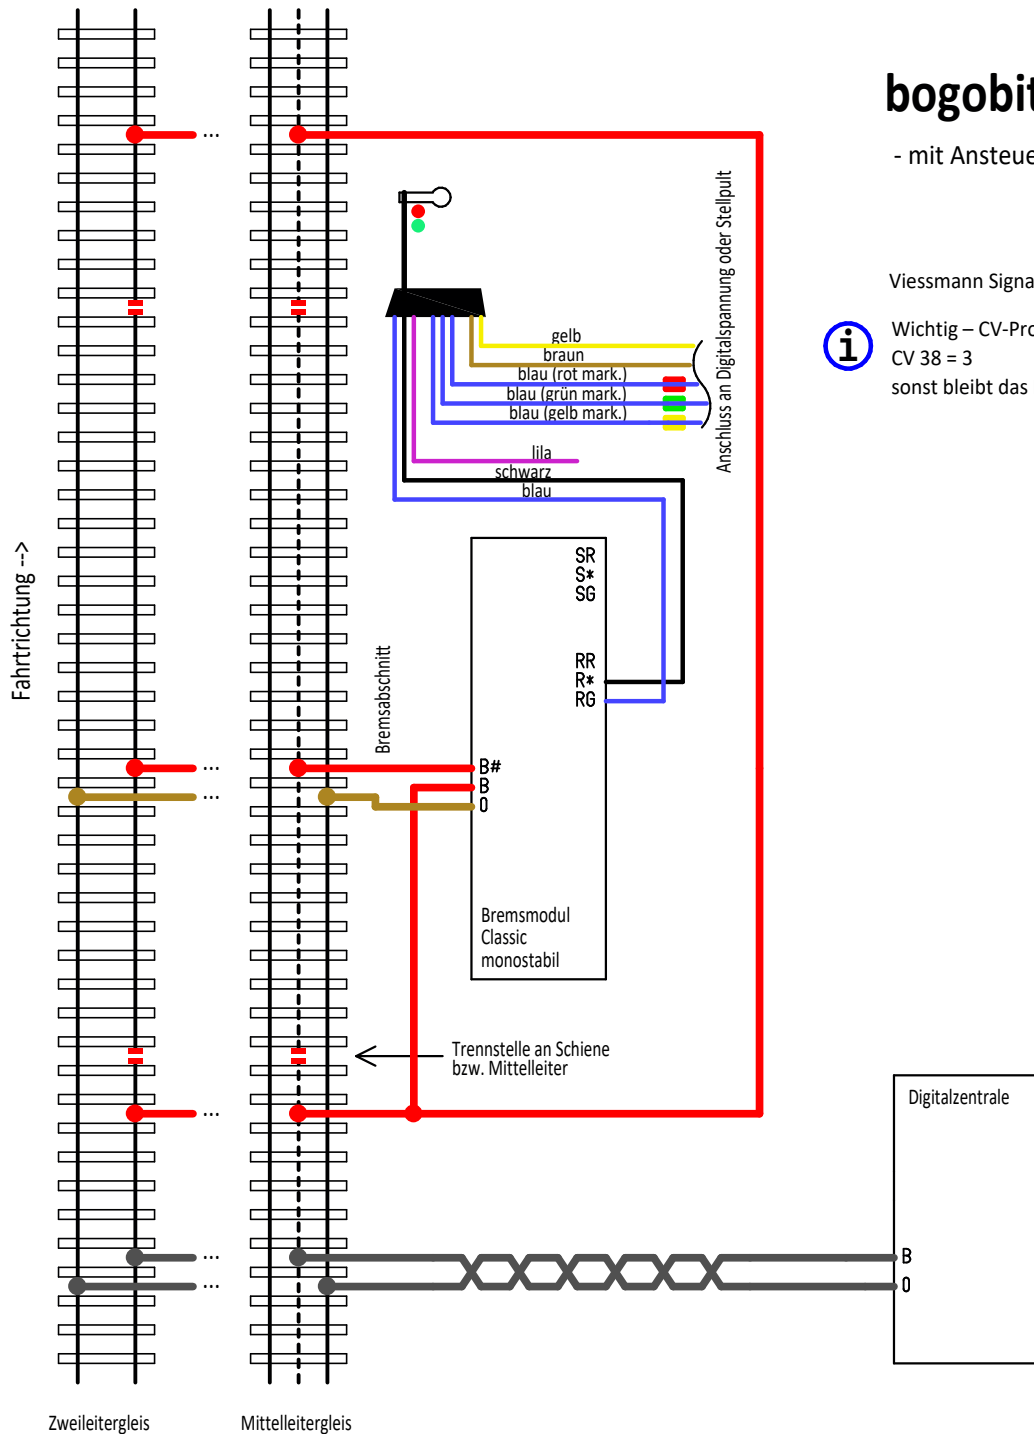 bogobit
- mit Ansteue
Viessmann Signa
Wichtig – CV-Pro
CV 38 = 3
sonst bleibt das
i
gelb
braun
blau (rot mark.)
blau (grün mark.)
blau (gelb mark.)
lila
schwarz
blau
Anschluss an Digitalspannung oder Stellpult
SR
S*
SG
RR
R*
RG
Fahrtrichtung -->
Bremsabschnitt
B#
B
0
Bremsmodul
Classic
monostabil
Trennstelle an Schiene
bzw. Mittelleiter
Digitalzentrale
B
0
...
...
...
...
...
...
Zweileitergleis
Mittelleitergleis